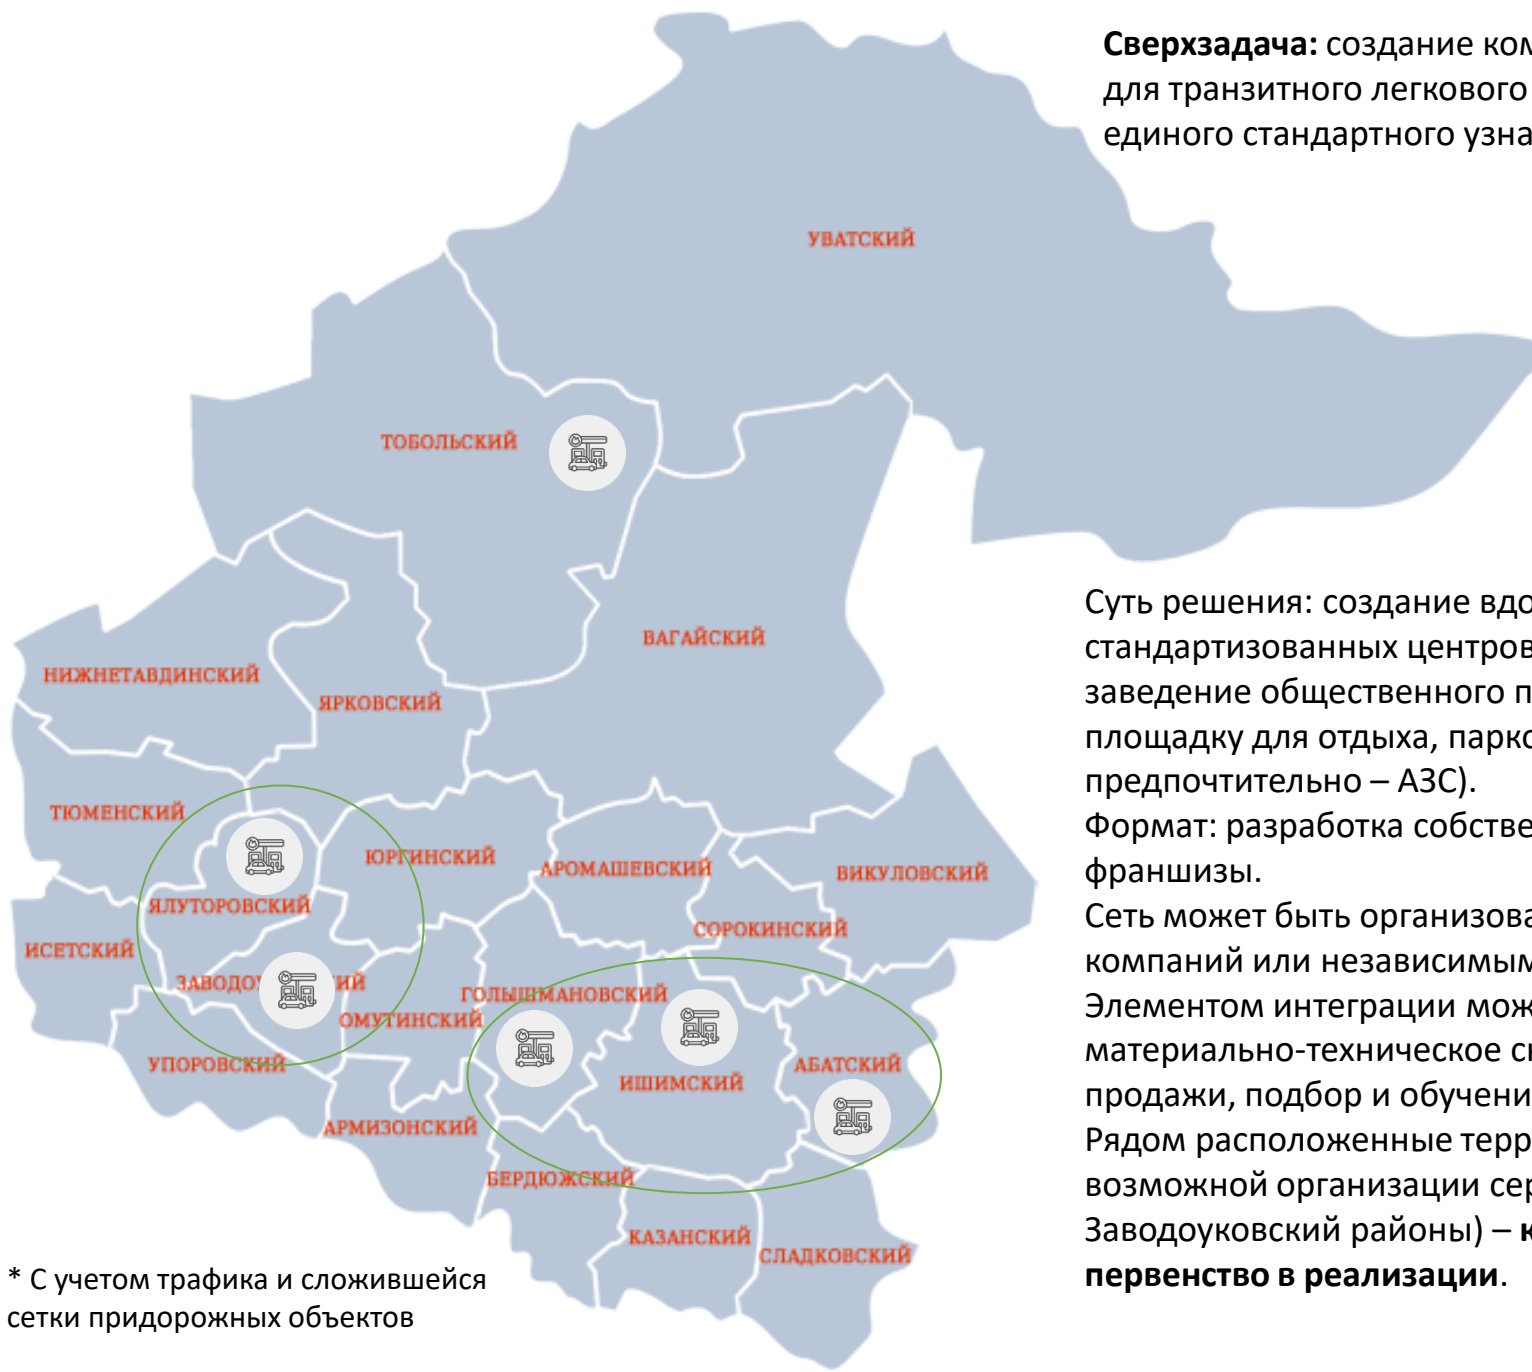 Сверхзадача: создание ком
для транзитного легкового
единого стандартного узна
УВАТСКИЙ
ТОБОЛЬСКИЙ
ВАГАЙСКИЙ
НИЖНЕТАВДИНСКИЙ
ЯРКОВСКИЙ
ТЮМЕНСКИЙ
ЮРГИНСКИЙ
АРОМАШЕВСКИЙ
ВИКУЛОВСКИЙ
ЯЛУТОРОВСКИЙ
СОРОКИНСКИЙ
ИСЕТСКИЙ
ЗАВОДОУ ИЙ
ГОЛЫШМАНОВСКИЙ
ОМУТИНСКИЙ
УПОРОВСКИЙ
ИШИМСКИЙ
АБАТСКИЙ
АРМИЗОНСКИЙ
БЕРДЮЖСКИЙ
КАЗАНСКИЙ
СЛАДКОВСКИЙ
Суть решения: создание вдо
стандартизованных центров
заведение общественного п
площадку для отдыха, парко
предпочтительно – АЗС).
Формат: разработка собстве
франшизы.
Сеть может быть организова
компаний или независимым
Элементом интеграции мож
материально-техническое сн
продажи, подбор и обучени
Рядом расположенные терр
возможной организации сер
Заводоуковский районы) – к
первенство в реализации.
* С учетом трафика и сложившейся
сетки придорожных объектов